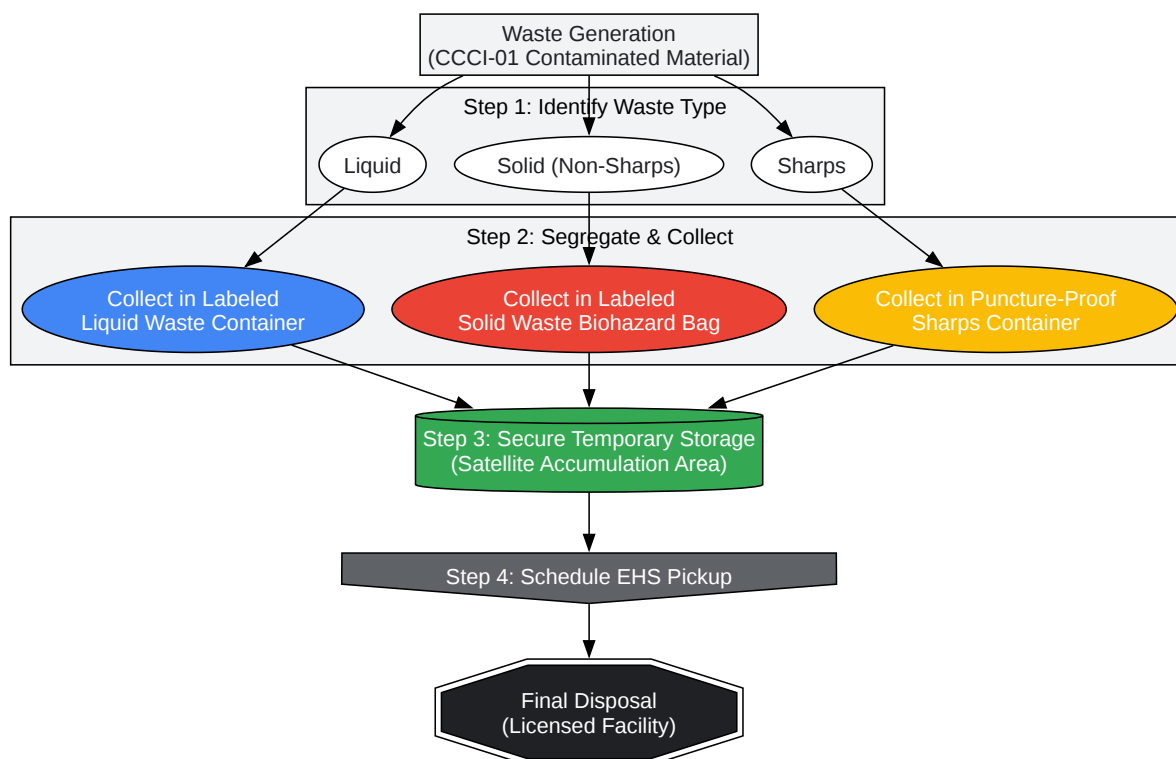 Waste Generation
(CCCI-01 Contaminated Material)
Step 1: Identify Waste Type
Liquid
Solid (Non-Sharps)
Sharps
Step 2: Segregate & Collect
Collect in Labeled
Liquid Waste Container
Collect in Labeled
Solid Waste Biohazard Bag
Collect in Puncture-Proof
Sharps Container
Step 3: Secure Temporary Storage
(Satellite Accumulation Area)
Step 4: Schedule EHS Pickup
Final Disposal
(Licensed Facility)